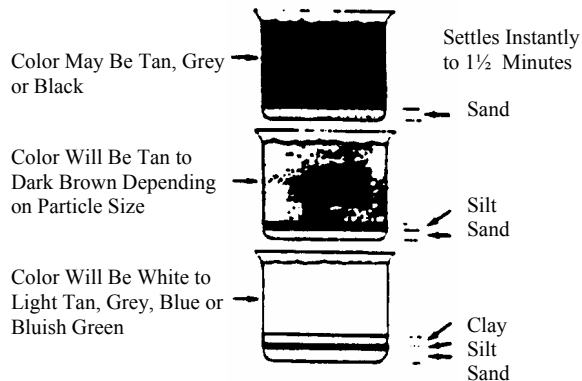 Settles Instantly
to 1½ Minutes
Color May Be Tan, Grey
or Black
Sand
Color Will Be Tan to
Dark Brown Depending
on Particle Size
Silt
Sand
Color Will Be White to
Light Tan, Grey, Blue or
Bluish Green
Clay
Silt
Sand